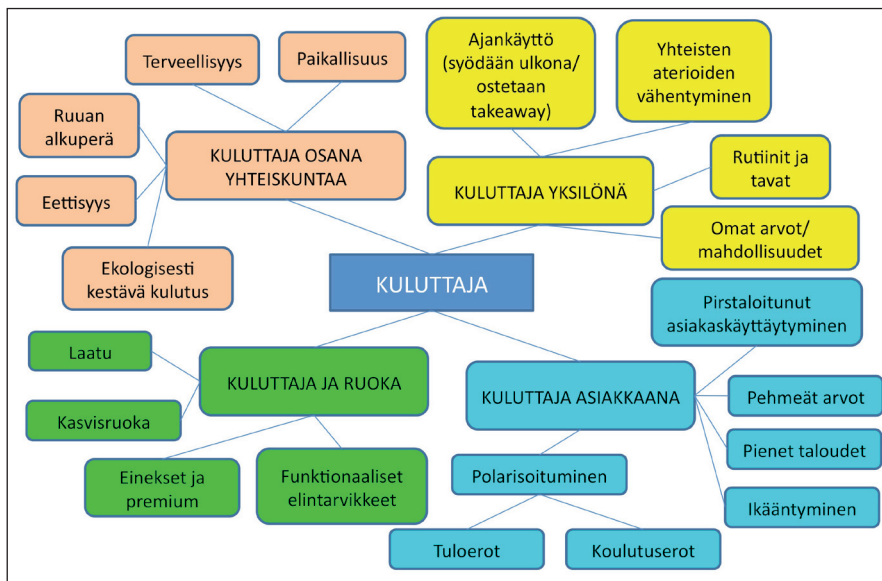 Terveellisyys
Paikallisuus
Ruuan
alkuperä
KULUTTAJA OSANA
YHTEISKUNTAA
Eettisyys
Ekologisesti
kestävä kulutus
Ajankäyttö
(syödään ulkona/
ostetaan
takeaway)
Yhteisten
aterioiden
vähentyminen
KULUTTAJA YKSILÖNÄ
Rutiinit ja
tavat
Omat arvot/
mahdollisuudet
KULUTTAJA
Laatu
KULUTTAJA JA RUOKA
Kasvisruoka
Einekset ja
premium
Funktionaaliset
elintarvikkeet
Pirstaloitunut
asiakaskäyttäytyminen
KULUTTAJA ASIAKKAANA
Pehmeät arvot
Pienet taloudet
Ikääntyminen
Polarisoituminen
Tuloerot
Koulutuserot